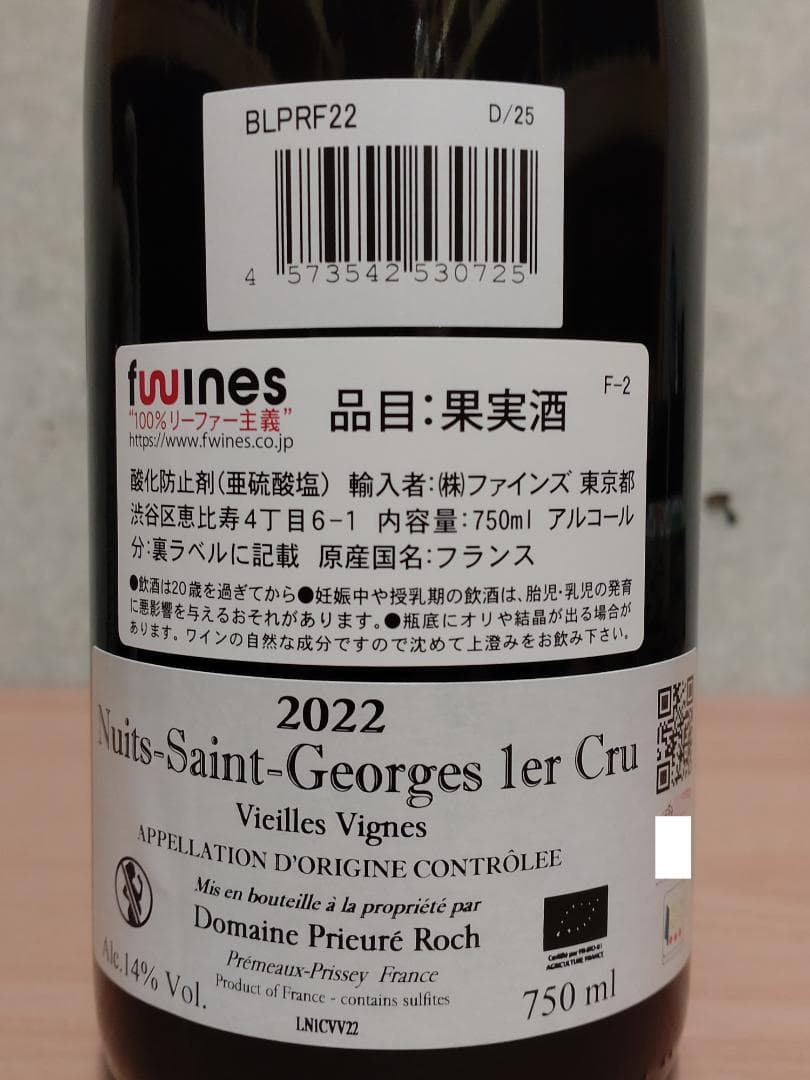 BLPRF22 D/25
4 573542 530725
fwines
"100%リーファー主義"
https://www.fwines.co.jp
品目:果実酒
F-2
酸化防止剤(亜硫酸塩) 輸入者:㈱ファインズ 東京都
渋谷区恵比寿4丁目6-1 内容量:750ml アルコール
分:裏ラベルに記載 原産国名:フランス
●飲酒は20歳を過ぎてから●妊娠中や授乳期の飲酒は、胎児・乳児の発育
に悪影響を与えるおそれがあります。●瓶底にオリや結晶が出る場合が
あります。ワインの自然な成分ですので沈めて上澄みをお飲み下さい。
2022
Nuits-Saint-Georges 1er Cru
Vieilles Vignes
APPELLATION D'ORIGINE CONTRÔLEE
Mis en bouteille à la propriété par
Domaine Prieuré Roch
Prémeaux-Prissey France
Product of France - contains sulfites
Alc.14% Vol.
750 ml
LN1CVV22
Certifié par FR-BIO-01
AGRICULTURE FRANCE